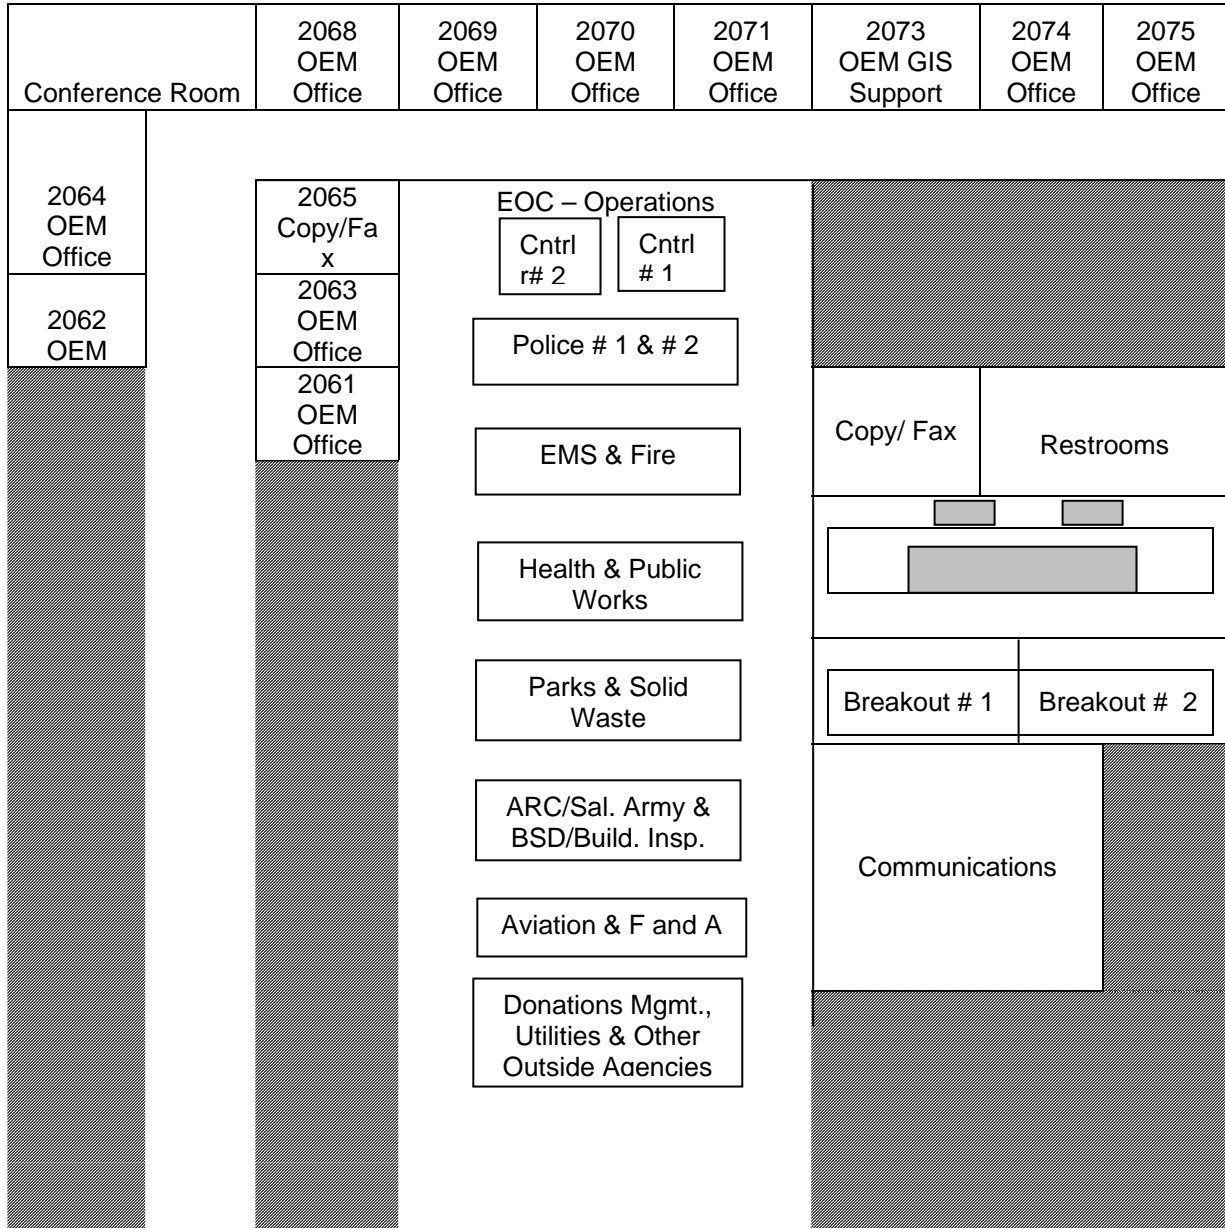 Conference Room
2068
OEM
Office
2069
OEM
Office
2070
OEM
Office
2071
OEM
Office
2073
OEM GIS
Support
2074
OEM
Office
2075
OEM
Office
2064
OEM
Office
2062
OEM
2065
Copy/Fa
x
2063
OEM
Office
2061
OEM
Office
EOC – Operations
Cntrl
r# 2
Cntrl
# 1
Police # 1 & # 2
EMS & Fire
Health & Public
Works
Parks & Solid
Waste
ARC/Sal. Army &
BSD/Build. Insp.
Aviation & F and A
Donations Mgmt.,
Utilities & Other
Outside Agencies
Copy/ Fax
Restrooms
Breakout # 1
Breakout #  2
Communications